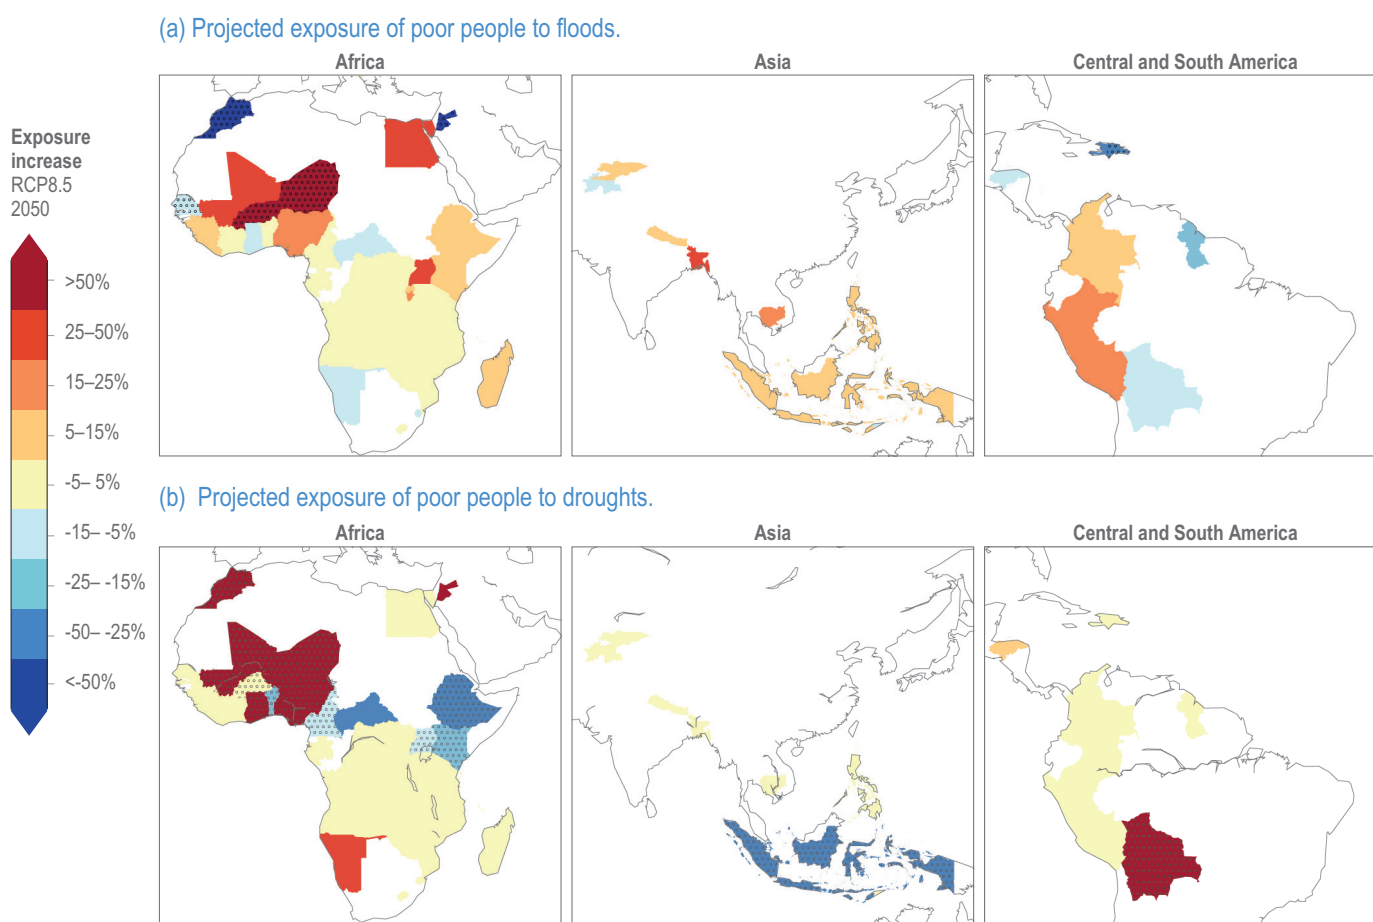 (a) Projected exposure of poor people to floods.
Africa
Asia
Central and South America
Exposure
increase
RCP8.5
2050
>50%
25–50%
15–25%
5–15%
-5– 5%
-15– -5%
-25– -15%
-50– -25%
<-50%
(b) Projected exposure of poor people to droughts.
Africa
Asia
Central and South America